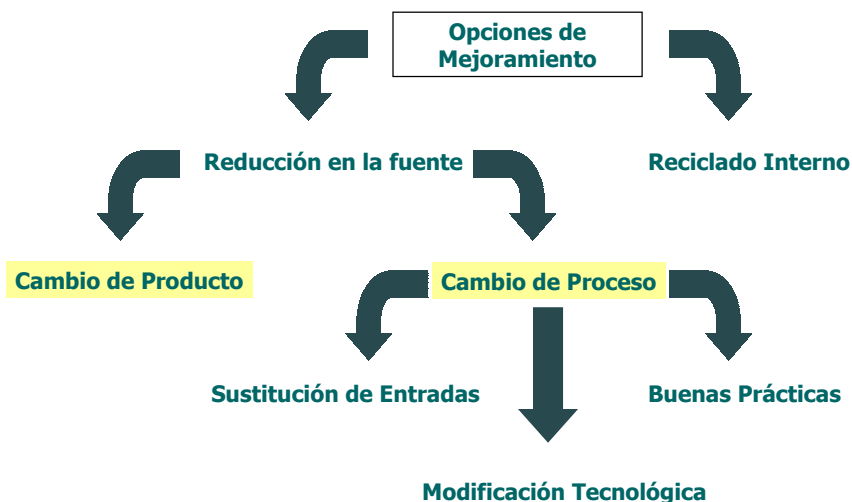 Opciones de
Mejoramiento
Reducción en la fuente
Reciclado Interno
Cambio de Producto
Cambio de Proceso
Sustitución de Entradas
Buenas Prácticas
Modificación Tecnológica